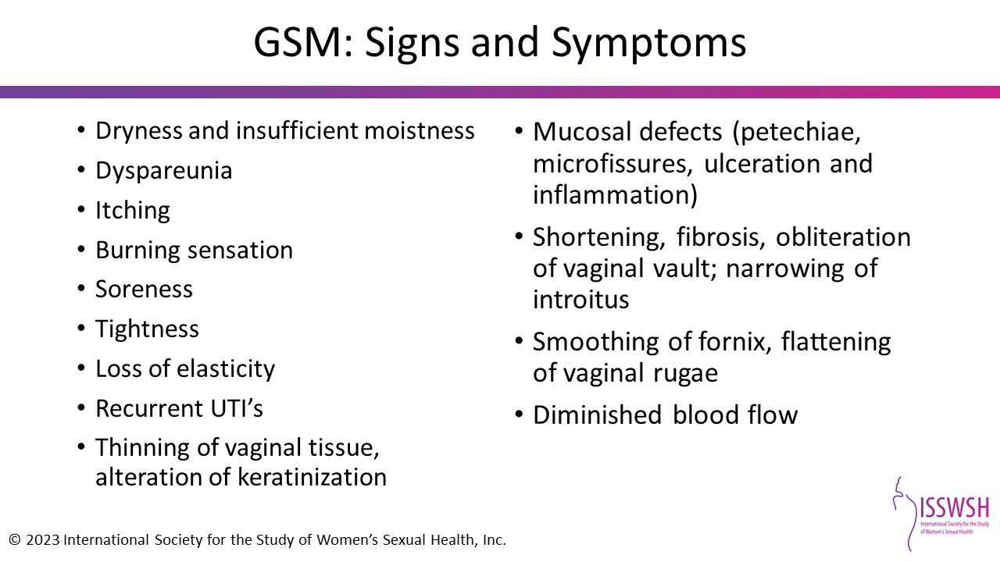 GSM: Signs and Symptoms
• Dryness and insufficient moistness
• Dyspareunia
• Itching
• Burning sensation
• Soreness
• Tightness
• Loss of elasticity
• Recurrent UTI’s
• Thinning of vaginal tissue,
alteration of keratinization
• Mucosal defects (petechiae,
microfissures, ulceration and
inflammation)
• Shortening, fibrosis, obliteration
of vaginal vault; narrowing of
introitus
• Smoothing of fornix, flattening
of vaginal rugae
• Diminished blood flow
ISSWSH
International Society for the Study
of Women's Sexual Health
© 2023 International Society for the Study of Women’s Sexual Health, Inc.